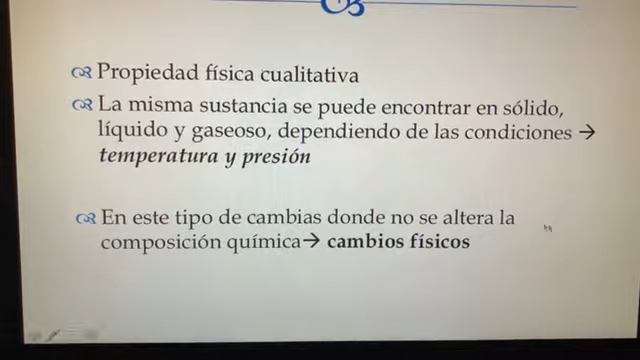 Propiedad física cualitativa
La misma sustancia se puede encontrar en sólido,
líquido y gaseoso, dependiendo de las condiciones →
temperatura y presión
En este tipo de cambias donde no se altera la
composición química→ cambios físicos